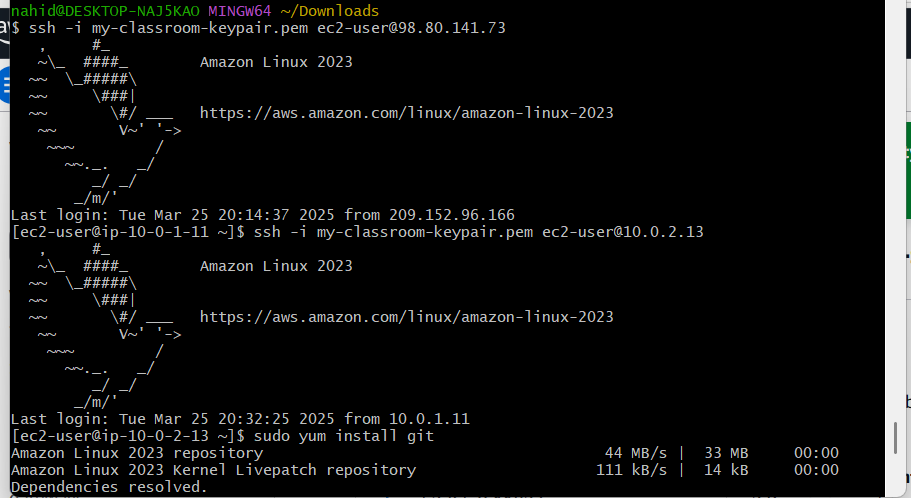 nahid@DESKTOP-NAJ5KAO MINGW64 ~/Downloads
$ ssh -i my-classroom-keypair.pem ec2-user@98.80.141.73
   ,     #_
   ~\_  ####_        Amazon Linux 2023
  ~~  \_#####\
  ~~     \###|
  ~~       \#/ ___   https://aws.amazon.com/linux/amazon-linux-2023
   ~~       V~' '->
    ~~~         /
      ~~._.   _/
         _/ _/
       _/m/'
Last login: Tue Mar 25 20:14:37 2025 from 209.152.96.166
[ec2-user@ip-10-0-1-11 ~]$ ssh -i my-classroom-keypair.pem ec2-user@10.0.2.13
   ,     #_
   ~\_  ####_        Amazon Linux 2023
  ~~  \_#####\
  ~~     \###|
  ~~       \#/ ___   https://aws.amazon.com/linux/amazon-linux-2023
   ~~       V~' '->
    ~~~         /
      ~~._.   _/
         _/ _/
       _/m/'
Last login: Tue Mar 25 20:32:25 2025 from 10.0.1.11
[ec2-user@ip-10-0-2-13 ~]$ sudo yum install git
Amazon Linux 2023 repository                                      44 MB/s |  33 MB     00:00
Amazon Linux 2023 Kernel Livepatch repository                    111 kB/s |  14 kB     00:00
Dependencies resolved.